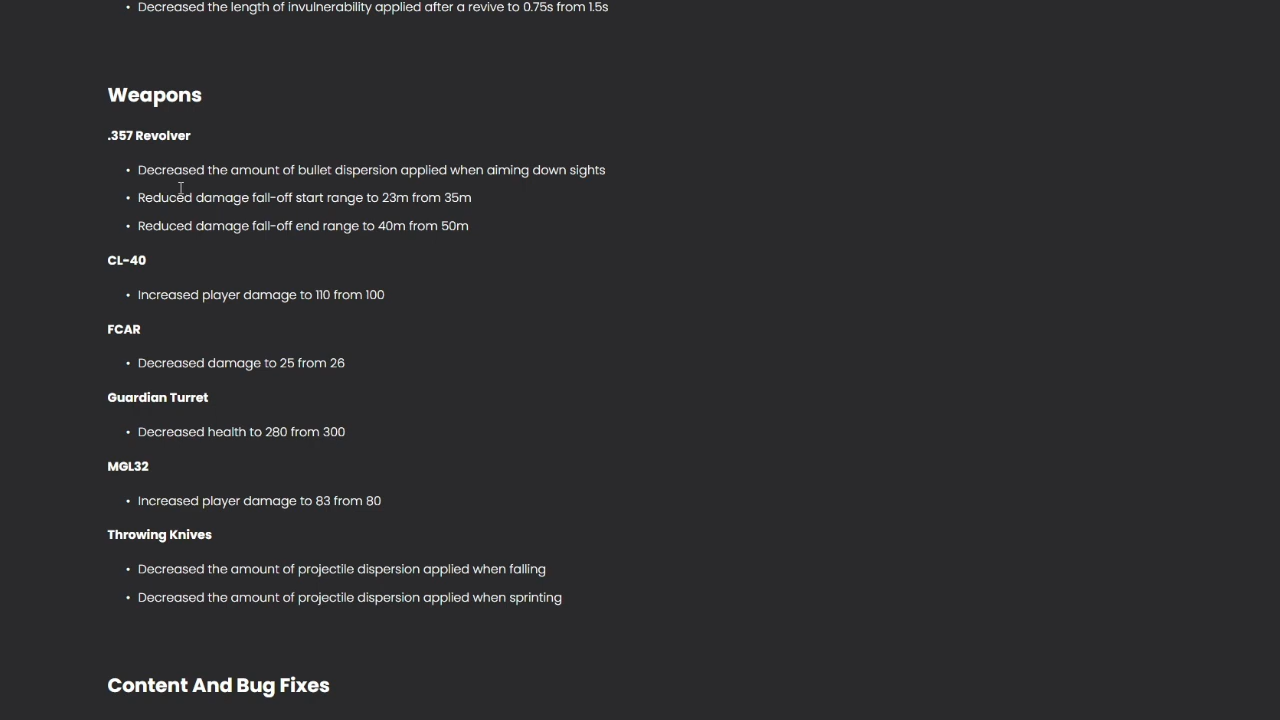 • Decreased the length of invulnerability applied after a revive to 0.75s from 1.5s
Weapons
.357 Revolver
• Decreased the amount of bullet dispersion applied when aiming down sights
• Reduced damage fall-off start range to 23m from 35m
• Reduced damage fall-off end range to 40m from 50m
CL-40
• Increased player damage to 110 from 100
FCAR
• Decreased damage to 25 from 26
Guardian Turret
• Decreased health to 280 from 300
MGL32
• Increased player damage to 83 from 80
Throwing Knives
• Decreased the amount of projectile dispersion applied when falling
• Decreased the amount of projectile dispersion applied when sprinting
Content And Bug Fixes